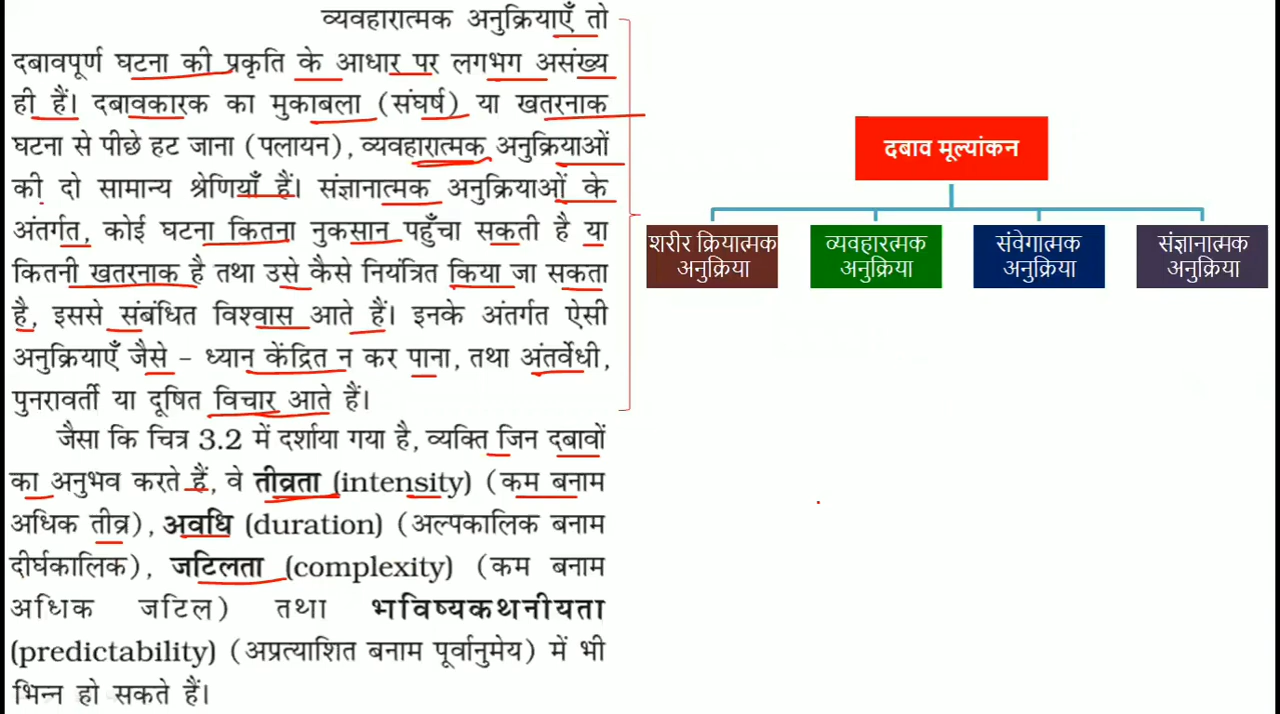 व्यवहारात्मक अनुक्रियाएँ तो
दबावपूर्ण घटना की प्रकृति के आधार पर लगभग असंख्य
ही हैं। दबावकारक का मुकाबला (संघर्ष) या खतरनाक
घटना से पीछे हट जाना (पलायन), व्यवहारात्मक अनुक्रियाओं
की दो सामान्य श्रेणियाँ हैं। संज्ञानात्मक अनुक्रियाओं के
अंतर्गत, कोई घटना कितना नुकसान पहुँचा सकती है या
कितनी खतरनाक है तथा उसे कैसे नियंत्रित किया जा सकता
है, इससे संबंधित विश्वास आते हैं। इनके अंतर्गत ऐसी
अनुक्रियाएँ जैसे – ध्यान केंद्रित न कर पाना, तथा अंतर्वेधी,
पुनरावर्ती या दूषित विचार आते हैं।
जैसा कि चित्र 3.2 में दर्शाया गया है, व्यक्ति जिन दबावों
का अनुभव करते हैं, वे तीव्रता (intensity) (कम बनाम
अधिक तीव्र), अवधि (duration) (अल्पकालिक बनाम
दीर्घकालिक), जटिलता (complexity) (कम बनाम
अधिक जटिल) तथा भविष्यकथनीयता
(predictability) (अप्रत्याशित बनाम पूर्वानुमेय) में भी
भिन्न हो सकते हैं।
दबाव मूल्यांकन
शरीर क्रियात्मक
अनुक्रिया
व्यवहारत्मक
अनुक्रिया
संवेगात्मक
अनुक्रिया
संज्ञानात्मक
अनुक्रिया